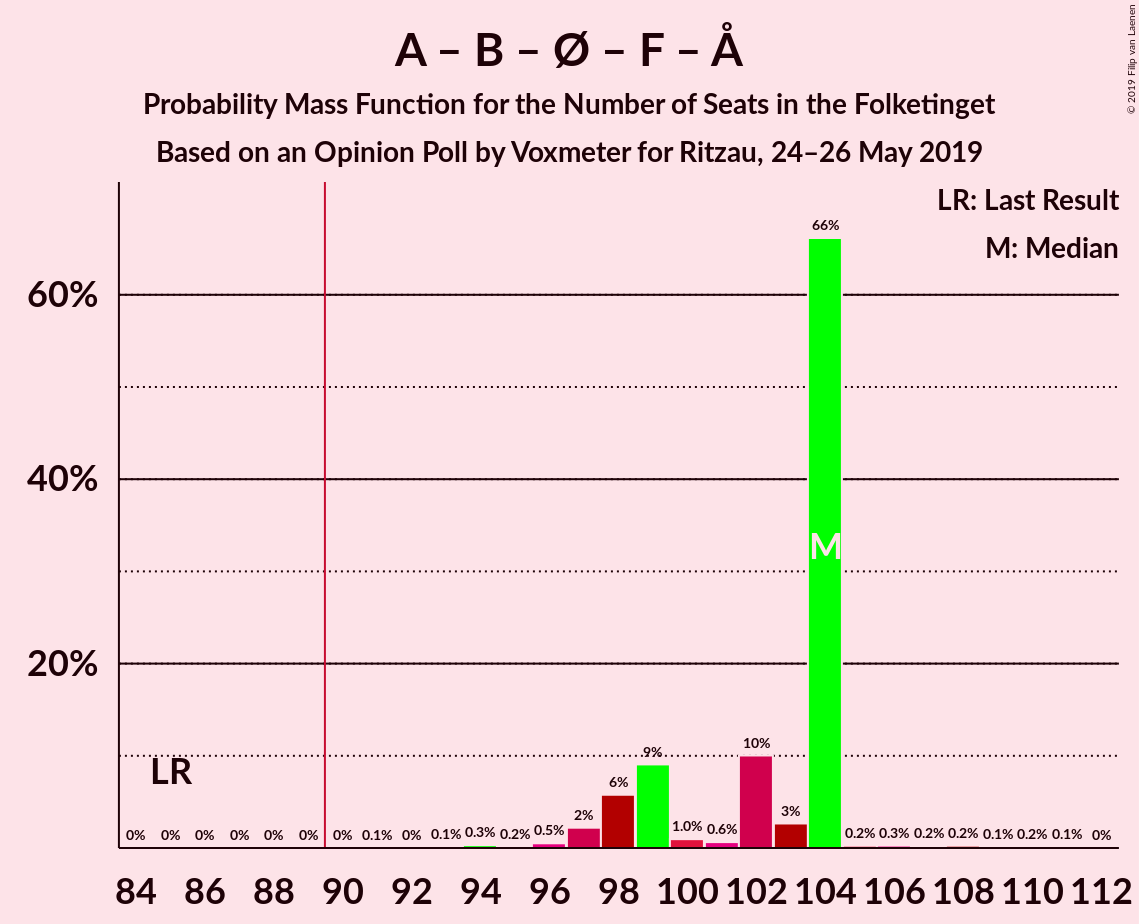 A – B – Ø – F – Å
Probability Mass Function for the Number of Seats in the Folketinget
Based on an Opinion Poll by Voxmeter for Ritzau, 24–26 May 2019
© 2019 Filip van Laenen
LR: Last Result
M: Median
60%
40%
20%
LR
M
0% 0% 0% 0% 0% 0% 0% 0.1% 0% 0.1% 0.3% 0.2% 0.5% 2% 6% 9% 1.0% 0.6% 10% 3% 66% 0.2% 0.3% 0.2% 0.2% 0.1% 0.2% 0.1% 0%
84 86 88 90 92 94 96 98 100 102 104 106 108 110 112